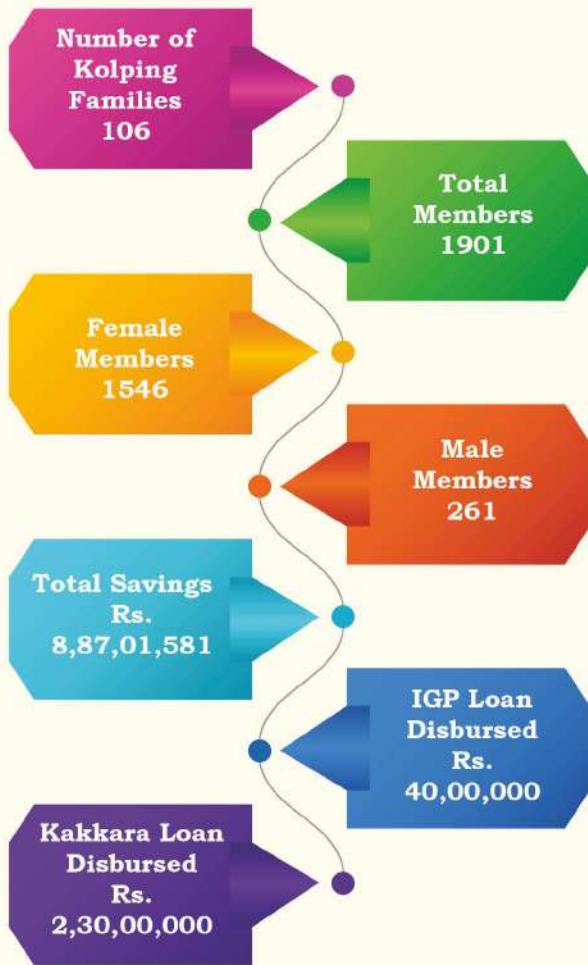 Number of
Kolping
Families
106
Total
Members
1901
Female
Members
1546
Male
Members
261
Total Savings
Rs.
8,87,01,581
IGP Loan
Disbursed
Rs.
40,00,000
Kakkara Loan
Disbursed
Rs.
2,30,00,000